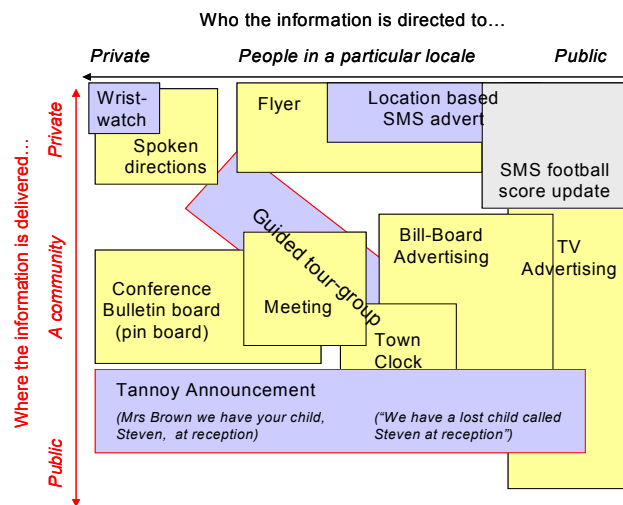 Who the information is directed to…
Private
People in a particular locale
Public
Where the information is delivered…
Private
A community
Public
Wrist-
watch
Spoken
directions
Flyer
Location based
SMS advert
SMS football
score update
Guided tour-group
Bill-Board
Advertising
TV
Advertising
Conference
Bulletin board
(pin board)
Meeting
Town
Clock
Tannoy Announcement
(Mrs Brown we have your child,
Steven,  at reception)
(“We have a lost child called
Steven at reception”)